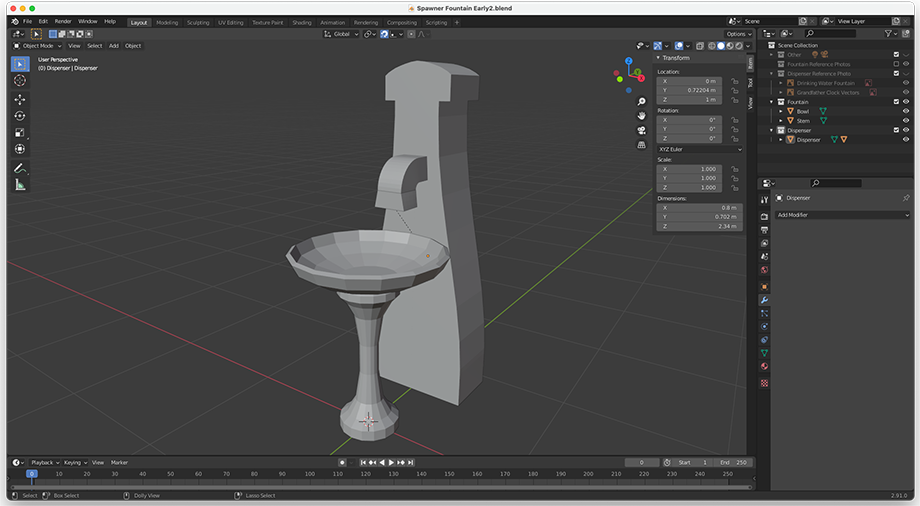 Spawner Fountain Early2.blend
File Edit Render Window Help
Layout Modeling Sculpting UV Editing Texture Paint Shading Animation Rendering Compositing Scripting +
Scene
View Layer
Global
Options
Object Mode View Select Add Object
User Perspective
(0) Dispenser | Dispenser
Z
X
Transform
Location:
X 0 m
Y 0.72204 m
Z 1 m
Rotation:
X 0°
Y 0°
Z 0°
XYZ Euler
Scale:
X 1.000
Y 1.000
Z 1.000
Dimensions:
X 0.8 m
Y 0.702 m
Z 2.34 m
Item
Tool
View
Scene Collection
Other
Fountain Reference Photos
Dispenser Reference Photo
Drinking Water Fountain
Grandfather Clock Vectors
Fountain
Bowl
Stem
Dispenser
Dispenser
Dispenser
Add Modifier
Playback Keying View Marker
0 Start 1 End 250
0 10 20 30 40 50 60 70 80 90 100 110 120 130 140 150 160 170 180 190 200 210 220 230 240 250
Select Box Select Dolly View Lasso Select
2.91.0